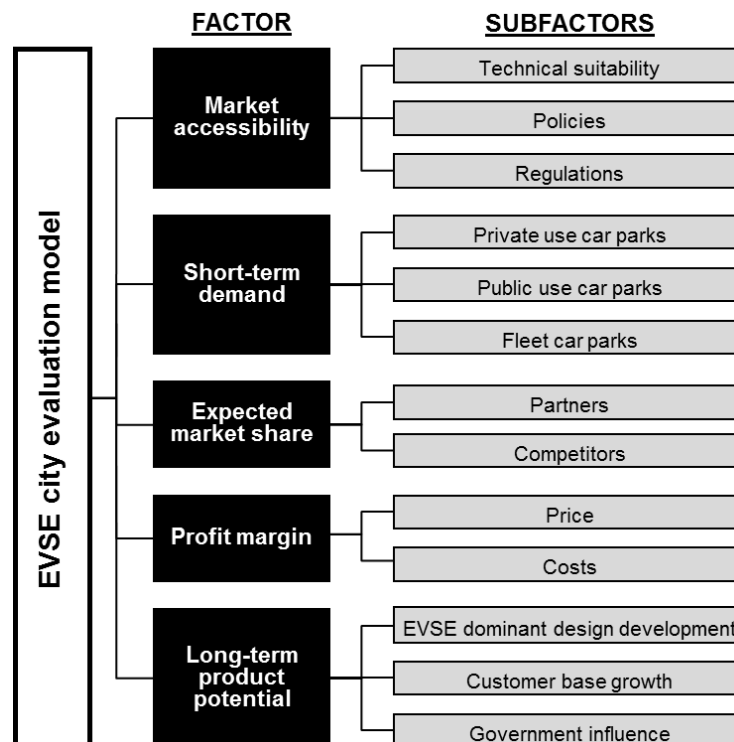 FACTOR
SUBFACTORS
EVSE city evaluation model
Market
accessibility
Technical suitability
Policies
Regulations
Short-term
demand
Private use car parks
Public use car parks
Fleet car parks
Expected
market share
Partners
Competitors
Profit margin
Price
Costs
Long-term
product
potential
EVSE dominant design development
Customer base growth
Government influence